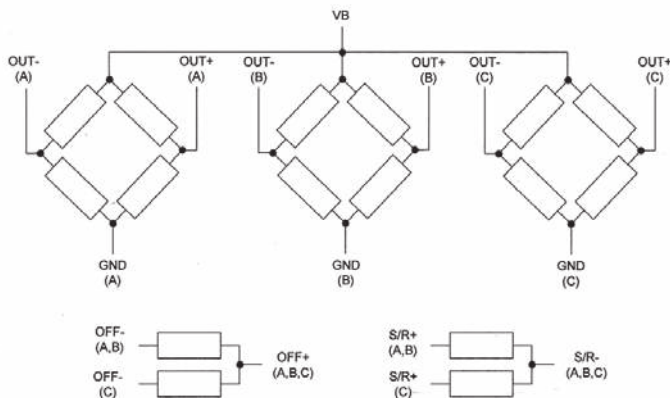 VB
OUT-
(A)
OUT+
(A)
OUT-
(B)
OUT+
(B)
OUT-
(C)
OUT+
(C)
GND
(A)
GND
(B)
GND
(C)
OFF-
(A,B)
OFF-
(C)
OFF+
(A,B,C)
S/R+
(A,B)
S/R+
(C)
S/R-
(A,B,C)